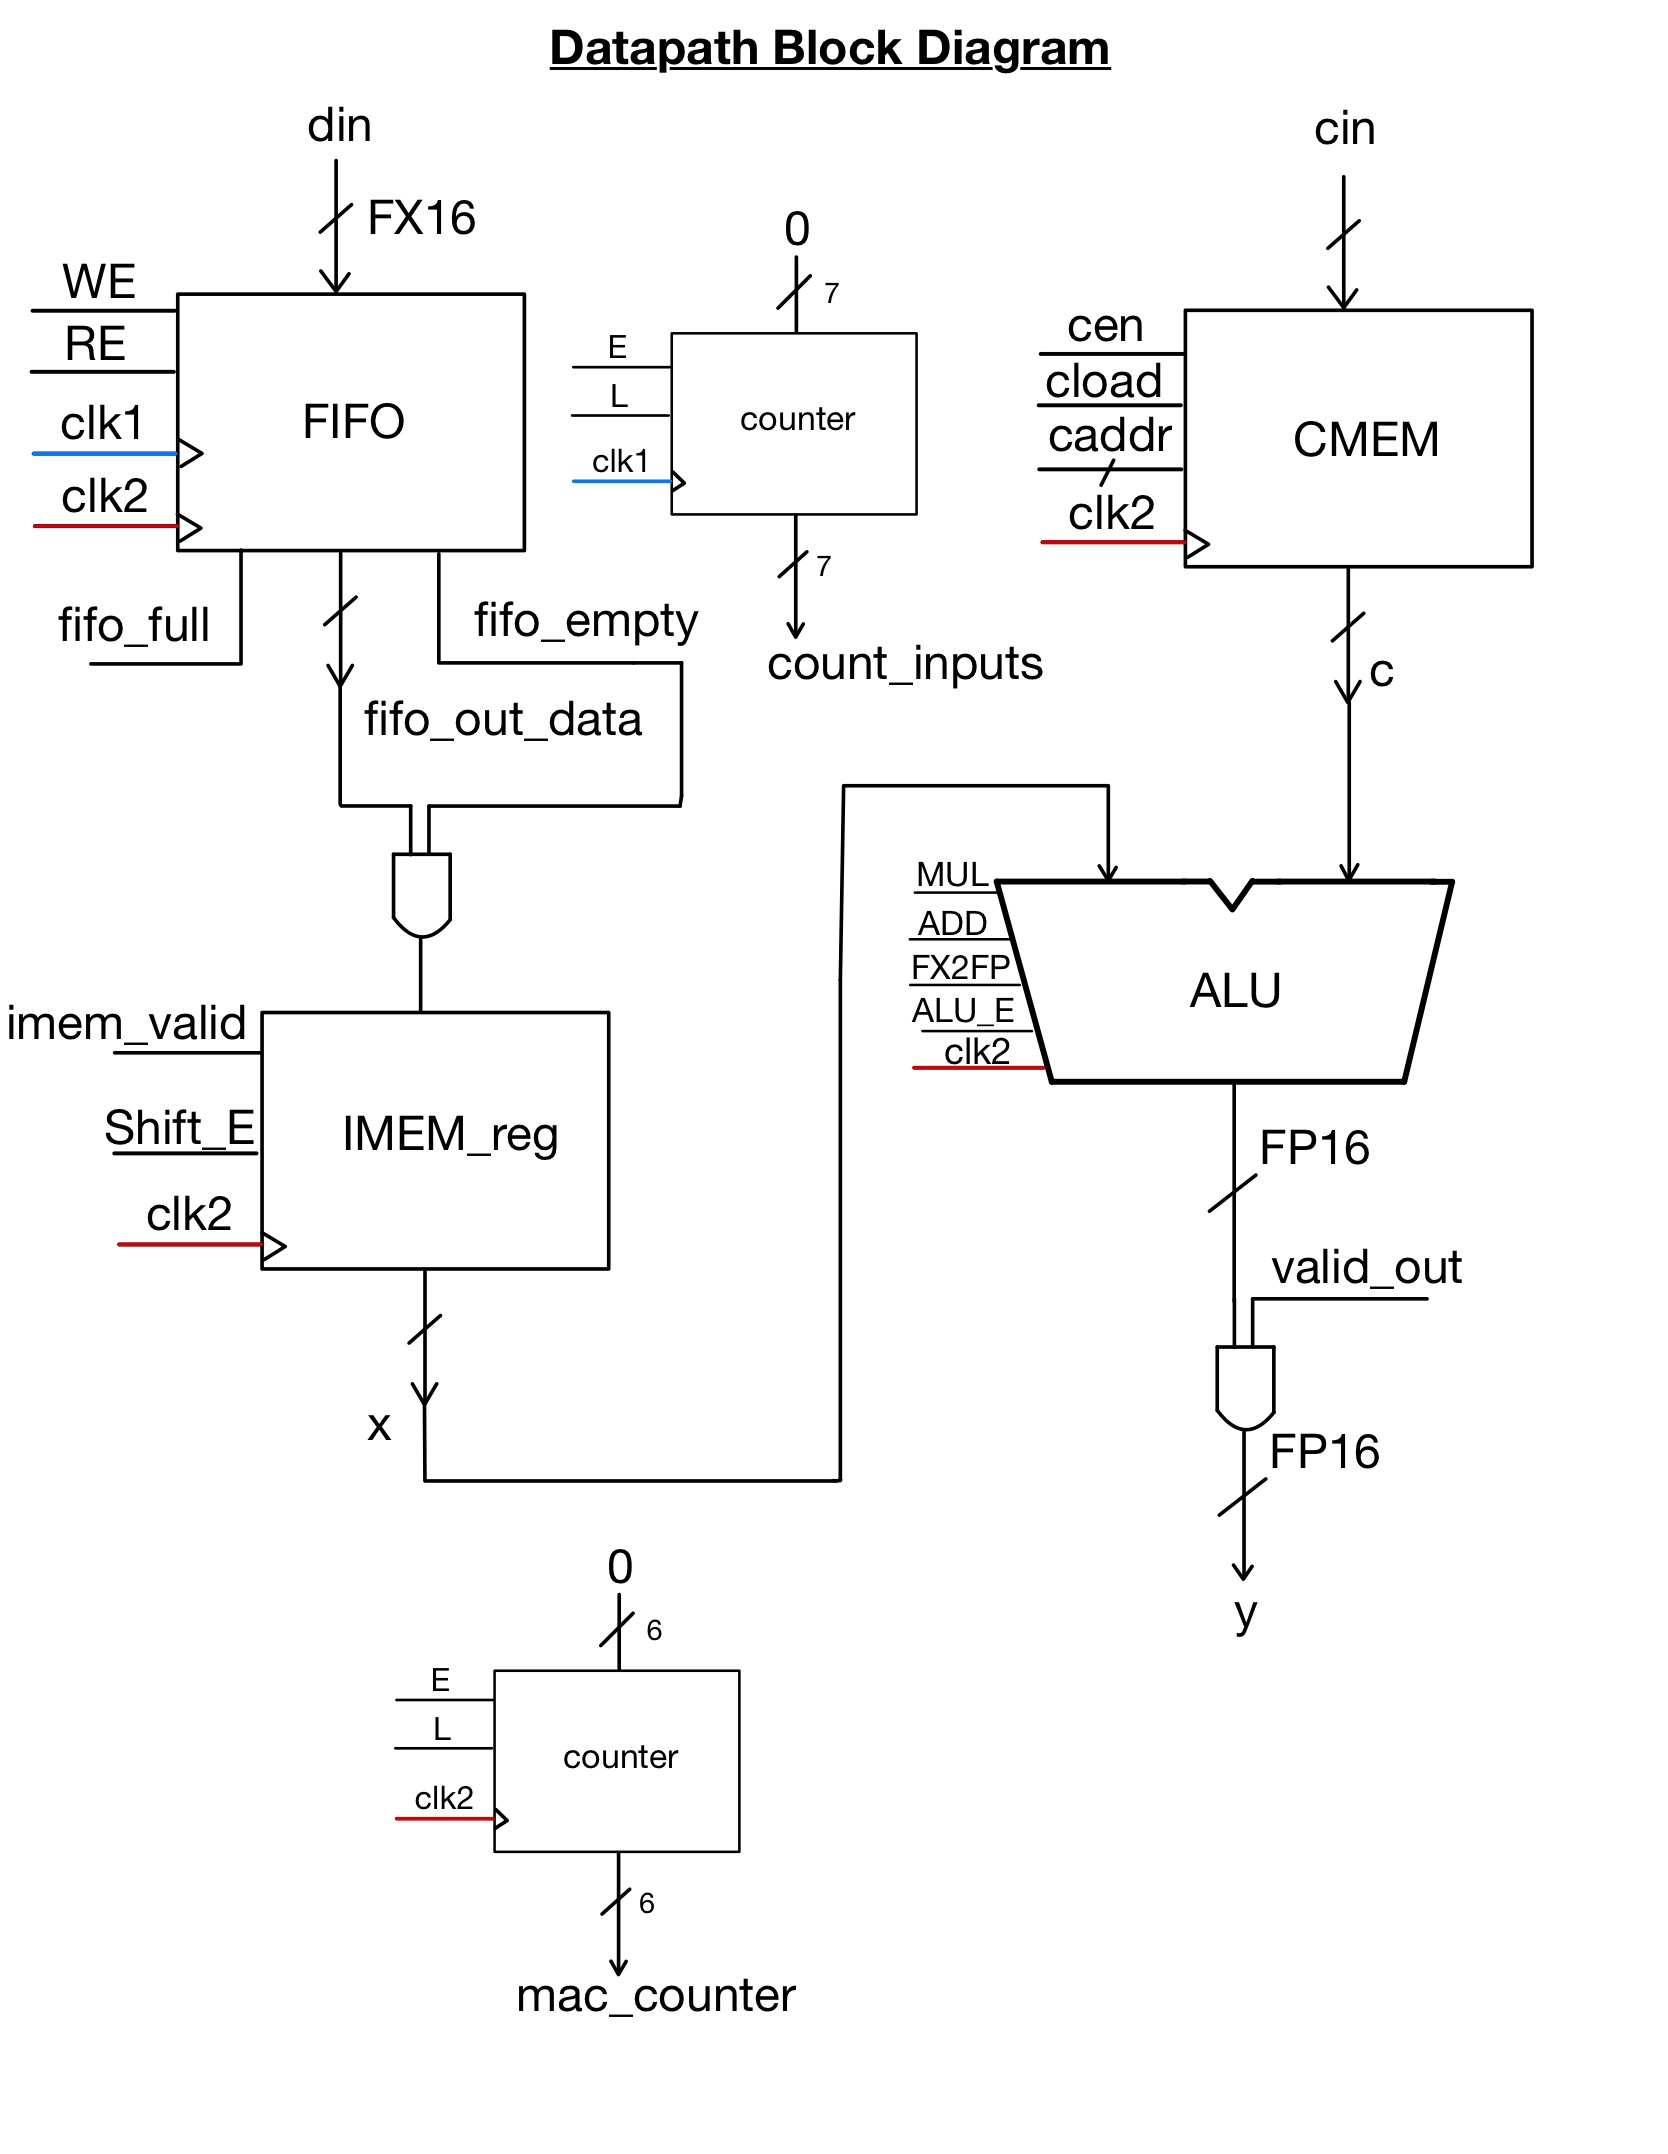 Datapath Block Diagram
din
FX16
WE
RE
clk1
clk2
FIFO
fifo_full
fifo_empty
fifo_out_data
0
7
E
L
clk1
counter
7
count_inputs
cin
cen
cload
caddr
clk2
CMEM
c
imem_valid
Shift_E
clk2
IMEM_reg
x
MUL
ADD
FX2FP
ALU_E
clk2
ALU
FP16
valid_out
FP16
y
0
6
E
L
clk2
counter
6
mac_counter